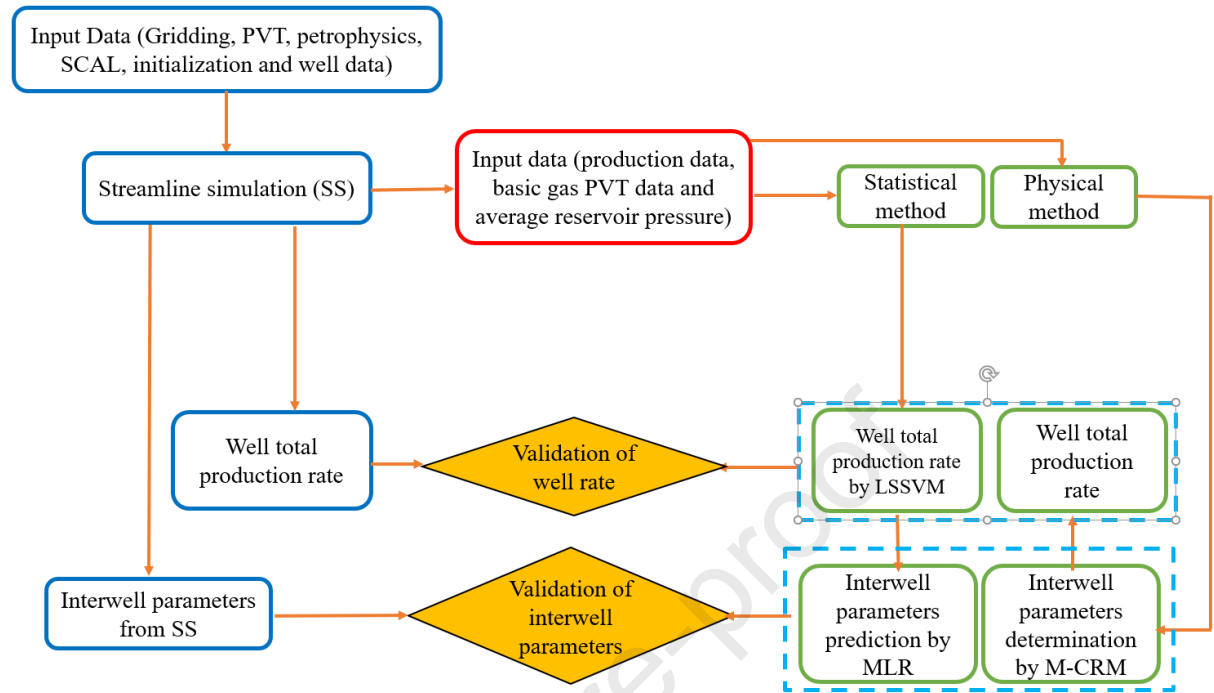 Input Data (Gridding, PVT, petrophysics,
SCAL, initialization and well data)
Streamline simulation (SS)
Input data (production data,
basic gas PVT data and
average reservoir pressure)
Statistical
method
Physical
method
Well total
production rate
Validation of
well rate
Well total
production rate
by LSSVM
Well total
production
rate
Interwell parameters
from SS
Validation of
interwell
parameters
Interwell
parameters
prediction by
MLR
Interwell
parameters
determination
by M-CRM
e-proof